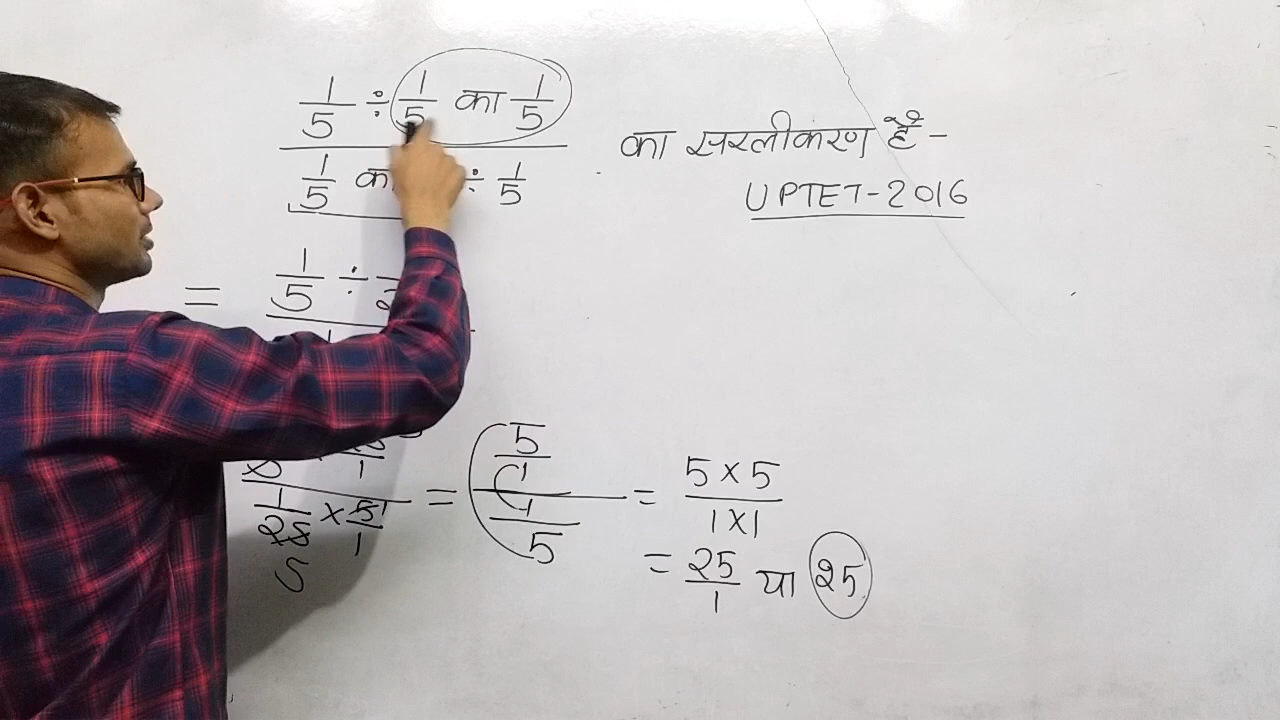 1/5 ÷ 1/5 का 1/5
1/5 का ÷ 1/5
का सरलीकरण है -
UPTET-2016
= 1/5 ÷
1/25 × 5/1 = 5/1 / 1/5 = 5 × 5 / 1 × 1
5
= 25/1 या 25